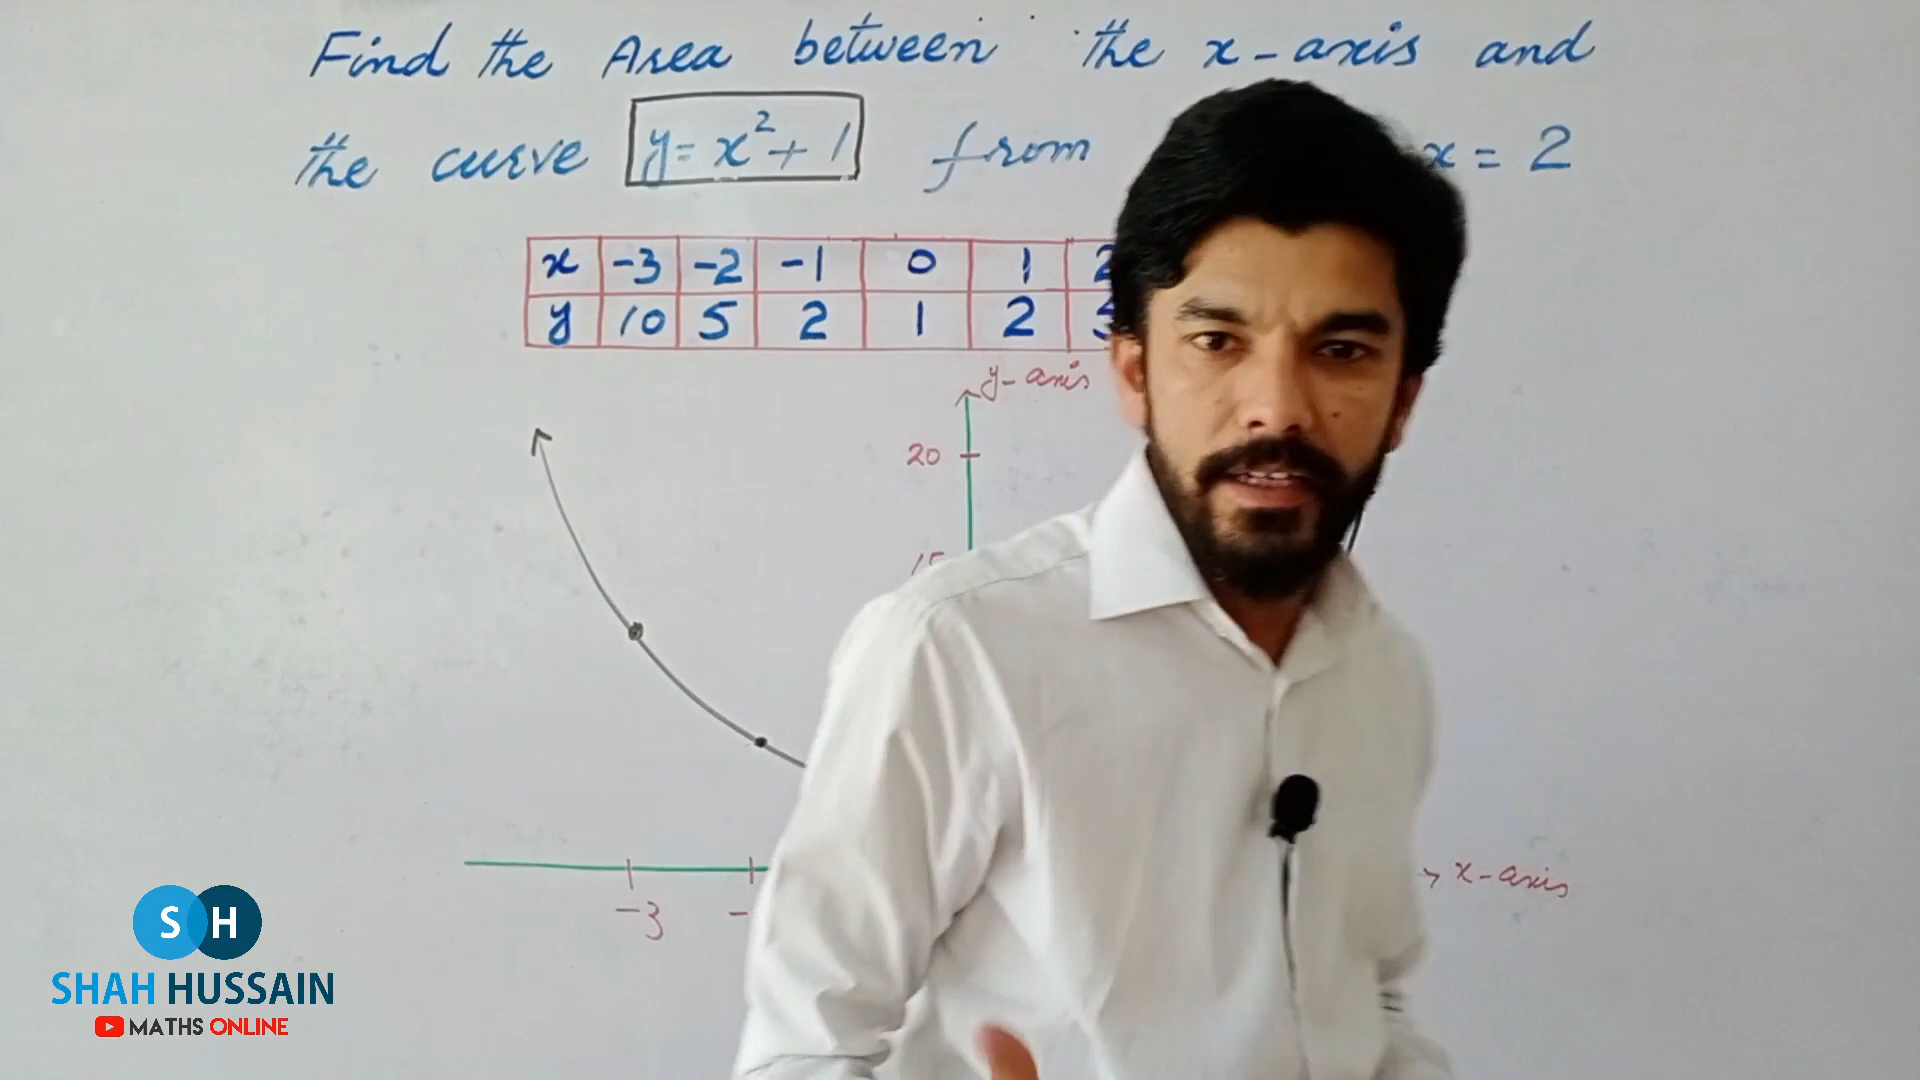 Find the Area between the x-axis and
the curve y=x²+1 from x = 2
x -3 -2 -1 0 1
y 10 5 2 1 2
y-axis
20
x-axis
-3
SH
SHAH HUSSAIN
MATHS ONLINE